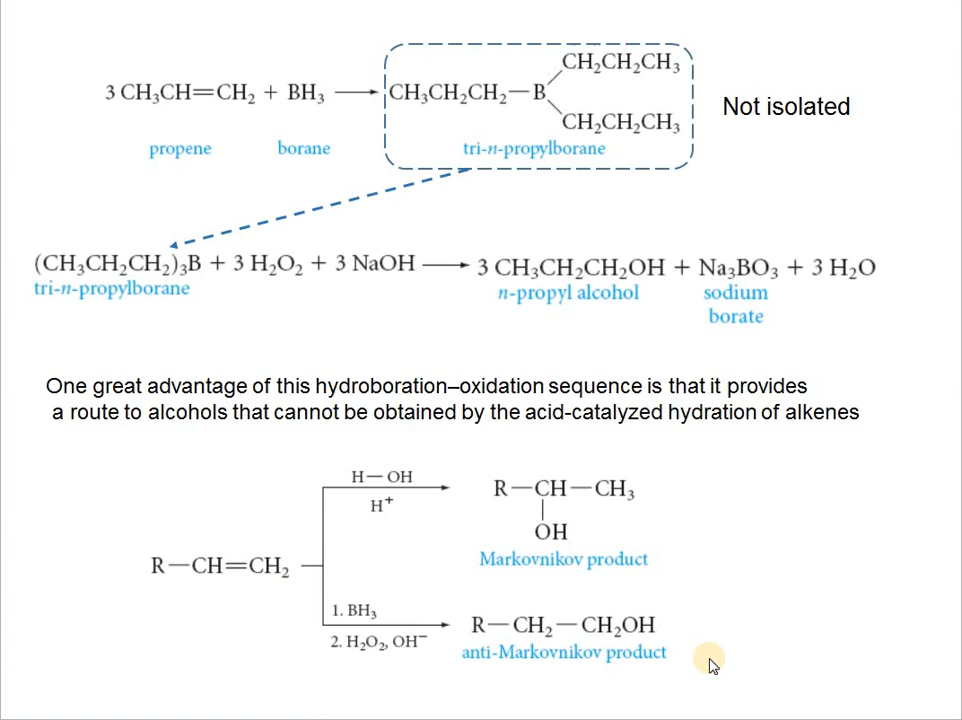 CH₂CH₂CH₃
3 CH₃CH=CH₂ + BH₃ → CH₃CH₂CH₂—B
Not isolated
CH₂CH₂CH₃
propene borane tri-n-propylborane
(CH₃CH₂CH₂)₃B + 3 H₂O₂ + 3 NaOH → 3 CH₃CH₂CH₂OH + Na₃BO₃ + 3 H₂O
tri-n-propylborane n-propyl alcohol sodium
borate
One great advantage of this hydroboration–oxidation sequence is that it provides
a route to alcohols that cannot be obtained by the acid-catalyzed hydration of alkenes
H—OH
H⁺
R—CH—CH₃
OH
Markovnikov product
R—CH=CH₂
1. BH₃
2. H₂O₂, OH⁻
R—CH₂—CH₂OH
anti-Markovnikov product